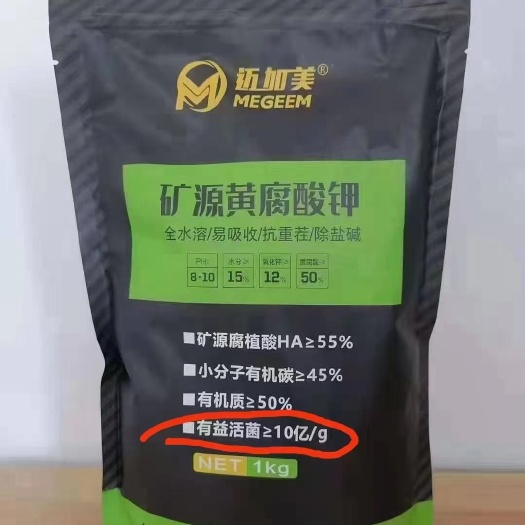 迈加美®
MEGEEM
矿源黄腐酸钾
全水溶/易吸收/抗重茬/除盐碱
PH: 水分≥ 氧化钾≥ 黄腐酸≥
8-10 15% 12% 50%
■矿源腐植酸HA≥55%
■小分子有机碳≥45%
■有机质≥50%
■有益活菌≥10亿/g
NET 1kg